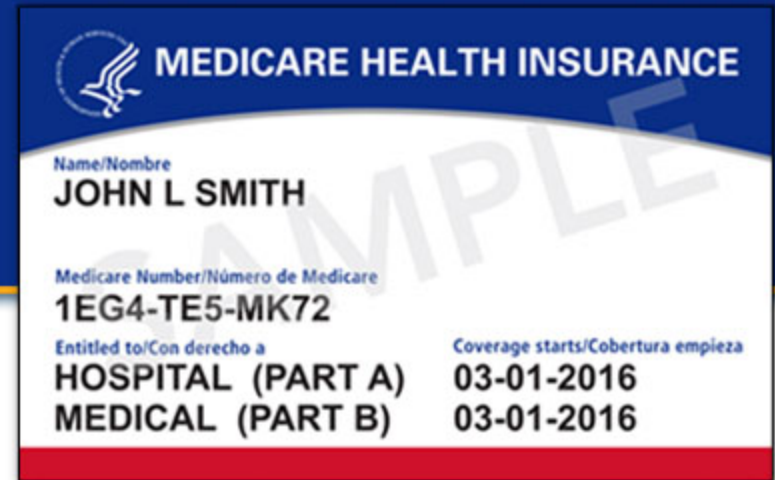 MEDICARE HEALTH INSURANCE
SAMPLE
Name/Nombre
JOHN L SMITH
Medicare Number/Número de Medicare
1EG4-TE5-MK72
Entitled to/Con derecho a Coverage starts/Cobertura empieza
HOSPITAL (PART A) 03-01-2016
MEDICAL (PART B) 03-01-2016